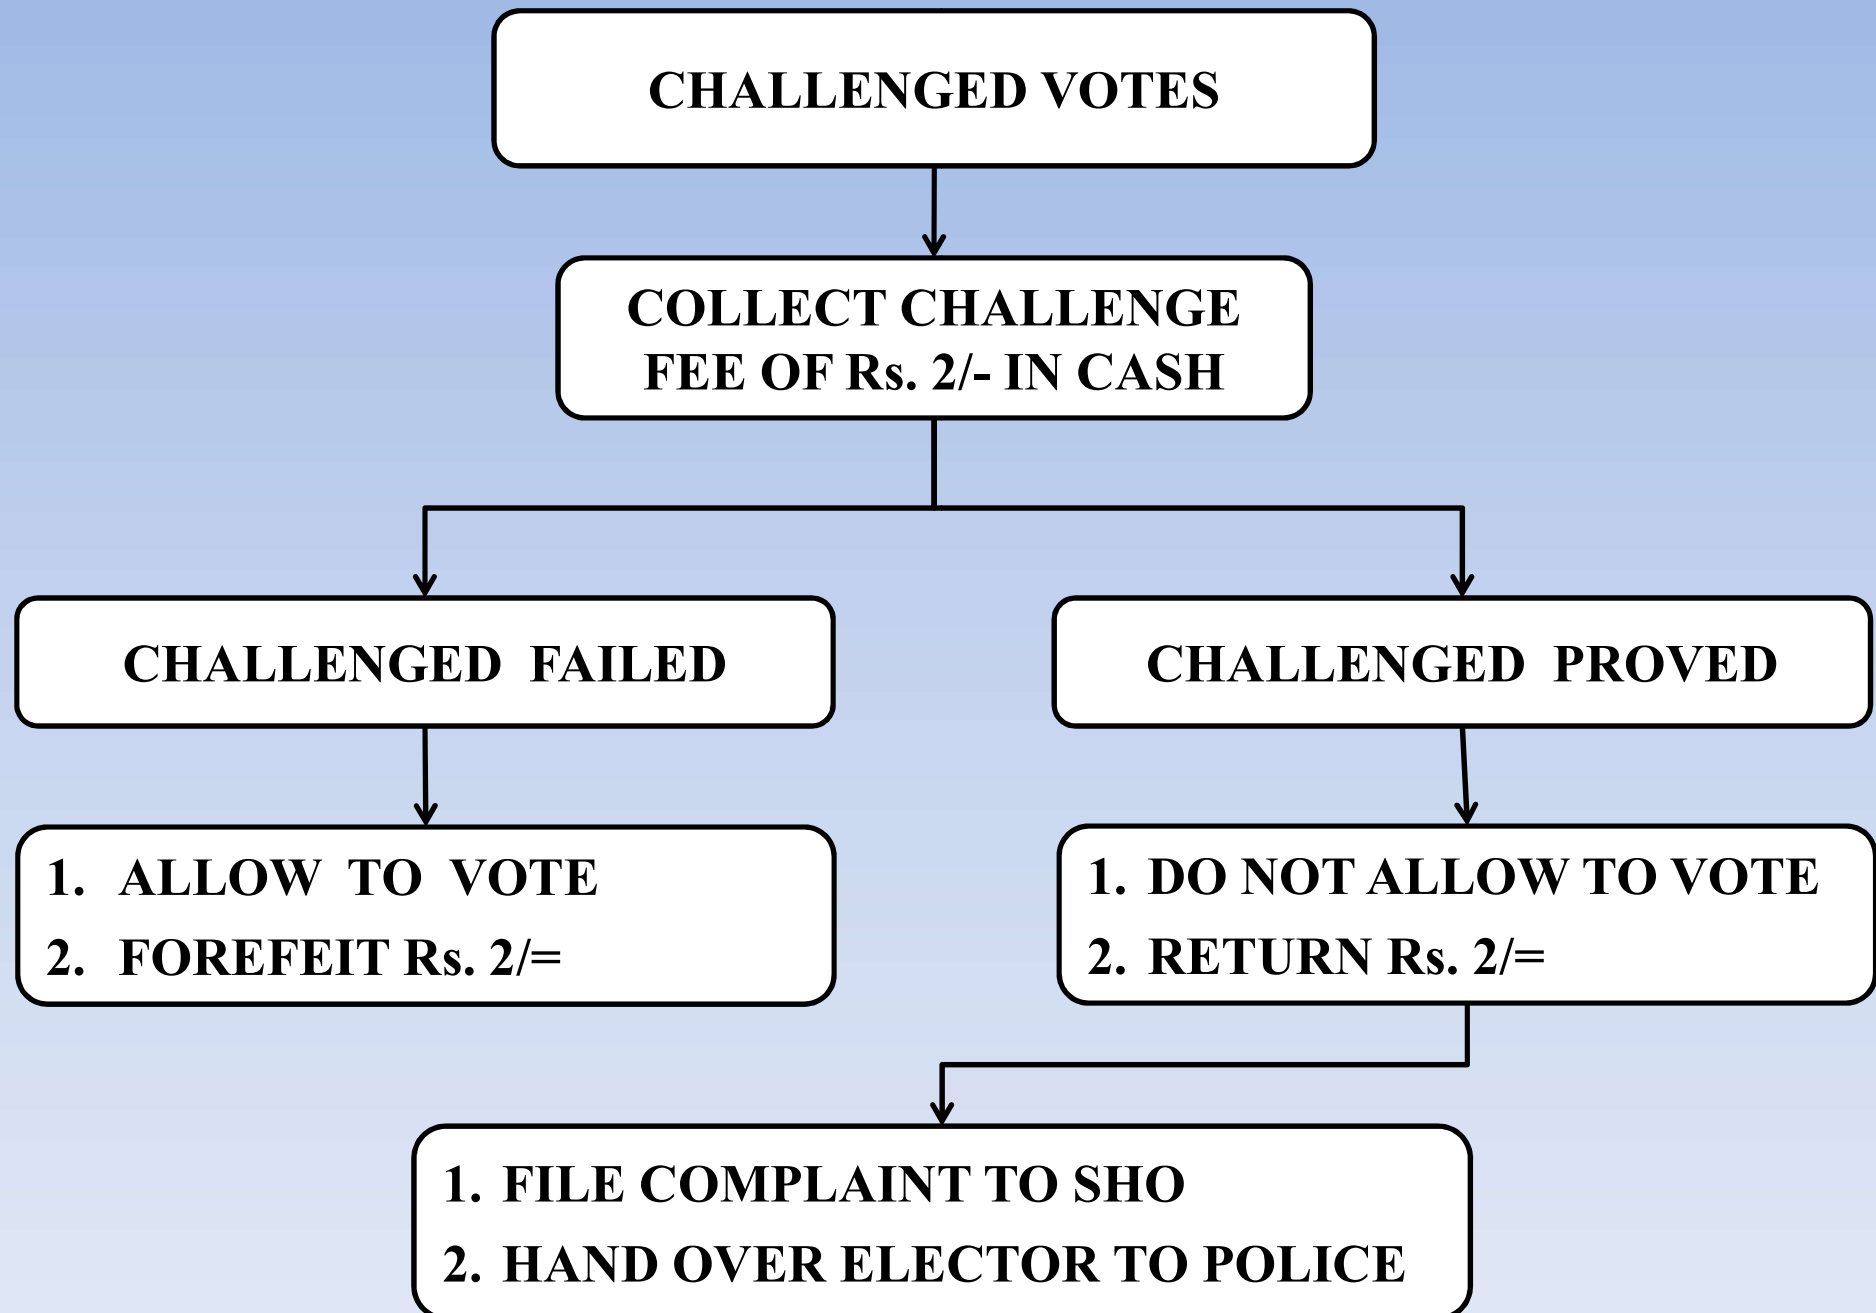 CHALLENGED VOTES
COLLECT CHALLENGE
FEE OF Rs. 2/- IN CASH
CHALLENGED FAILED
CHALLENGED PROVED
1. ALLOW TO VOTE
2. FOREFEIT Rs. 2/=
1. DO NOT ALLOW TO VOTE
2. RETURN Rs. 2/=
1. FILE COMPLAINT TO SHO
2. HAND OVER ELECTOR TO POLICE